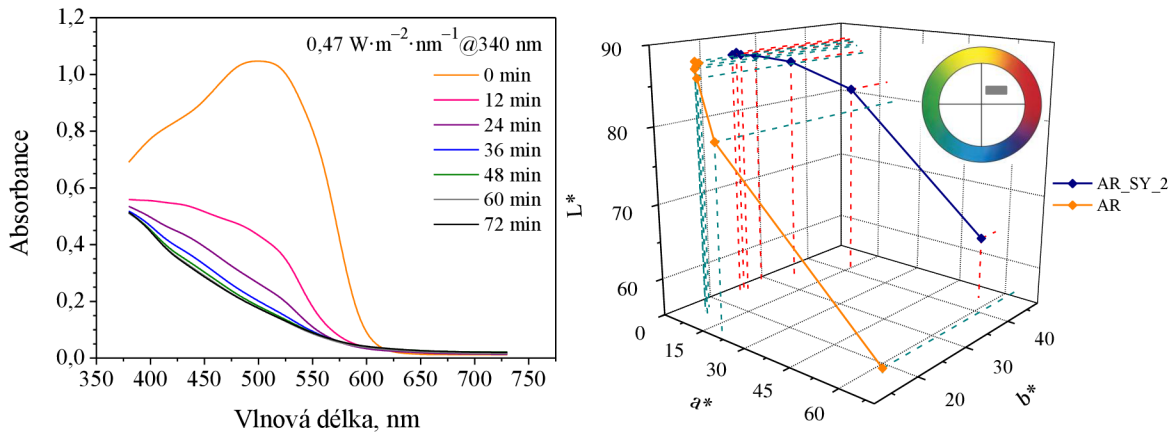 1,2
1,0
0,8
0,6
0,4
0,2
0,0
Absorbance
350
400
450
500
550
600
650
700
750
Vlnová délka, nm
0,47 W·m⁻²·nm⁻¹@340 nm
0 min
12 min
24 min
36 min
48 min
60 min
72 min
90
80
70
60
L*
0
15
30
45
60
a*
20
30
40
b*
AR_SY_2
AR